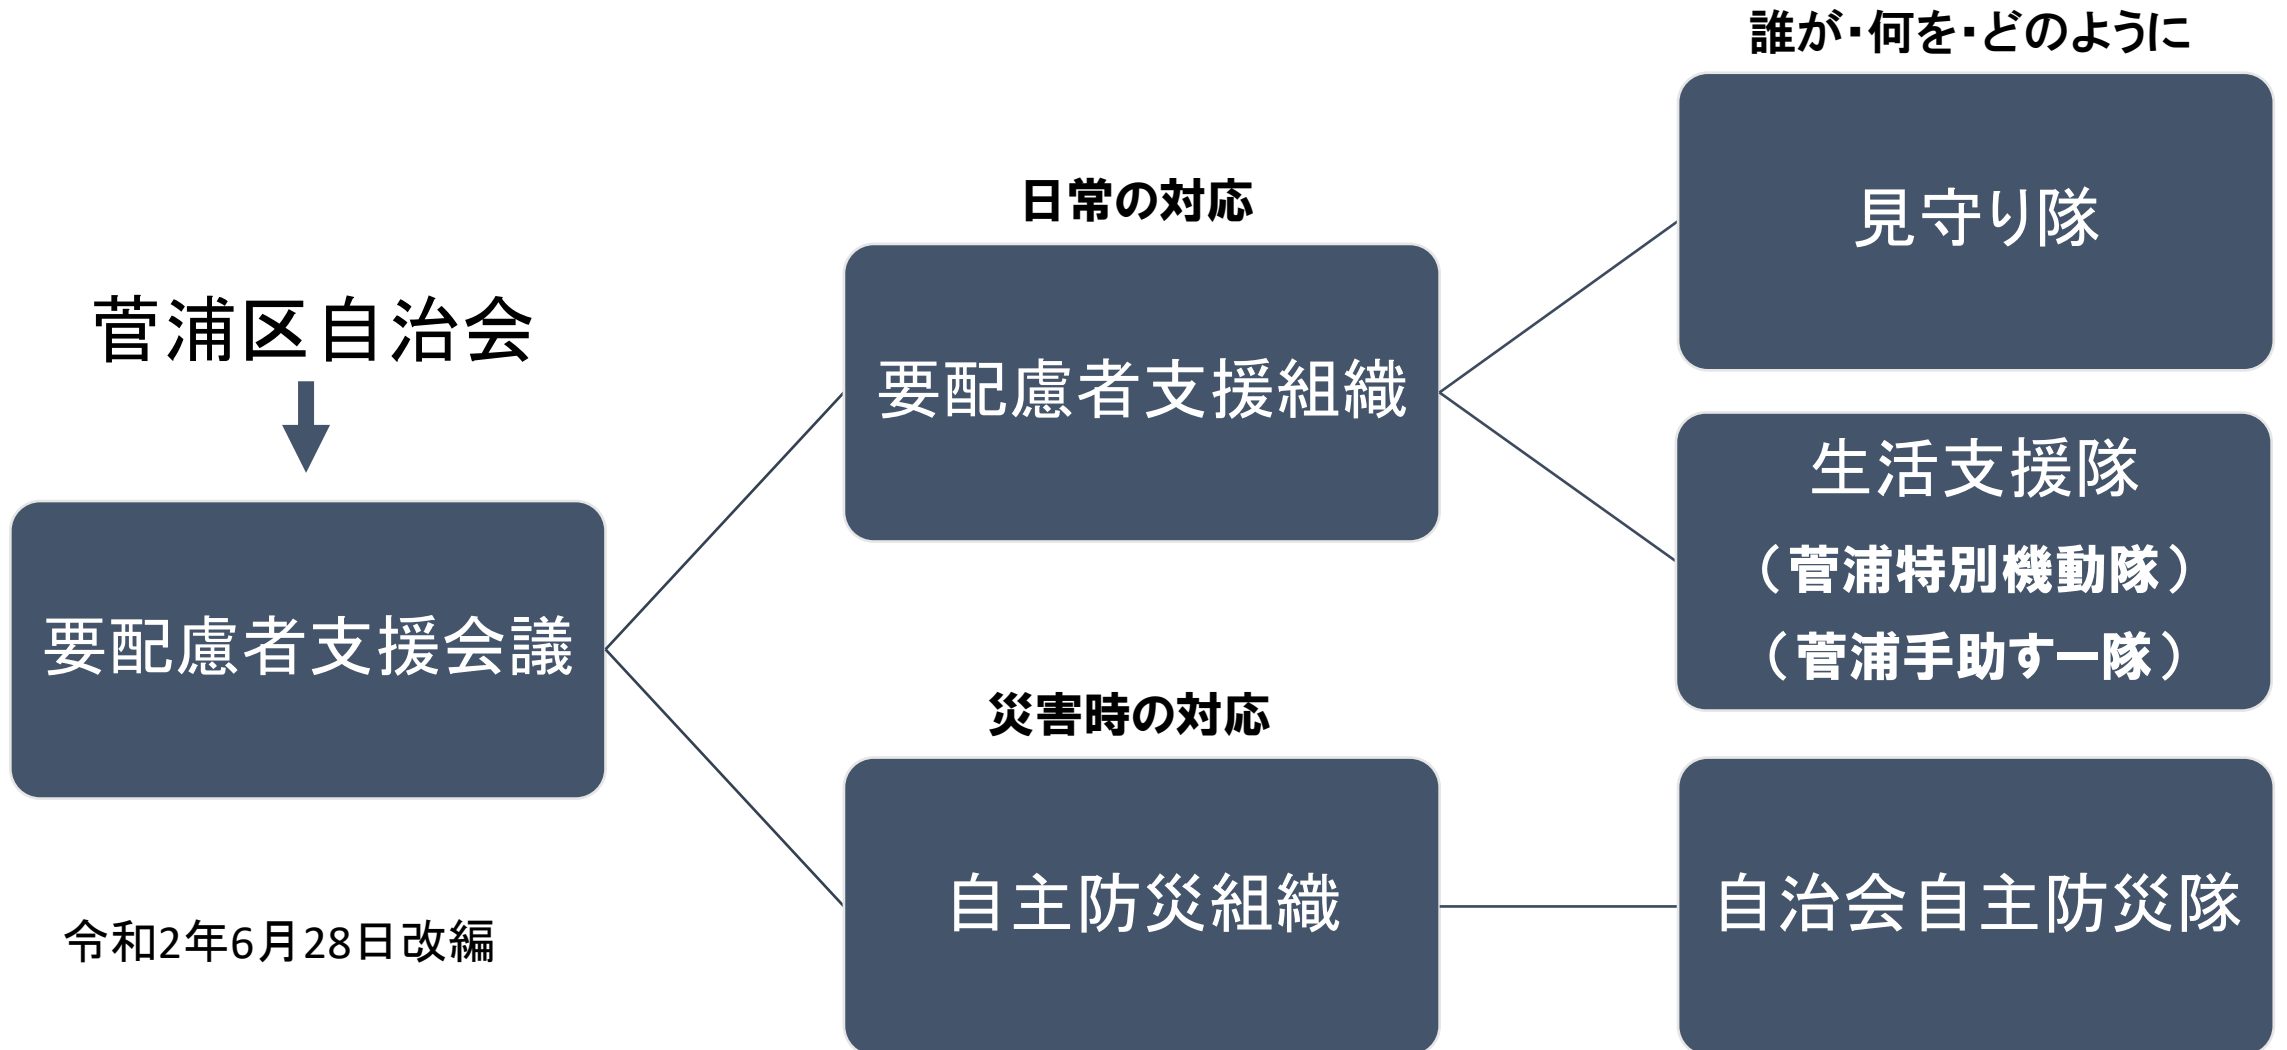 誰が・何を・どのように
見守り隊
日常の対応
要配慮者支援組織
菅浦区自治会
生活支援隊
（菅浦特別機動隊）
（菅浦手助すー隊）
要配慮者支援会議
災害時の対応
自主防災組織
自治会自主防災隊
令和2年6月28日改編